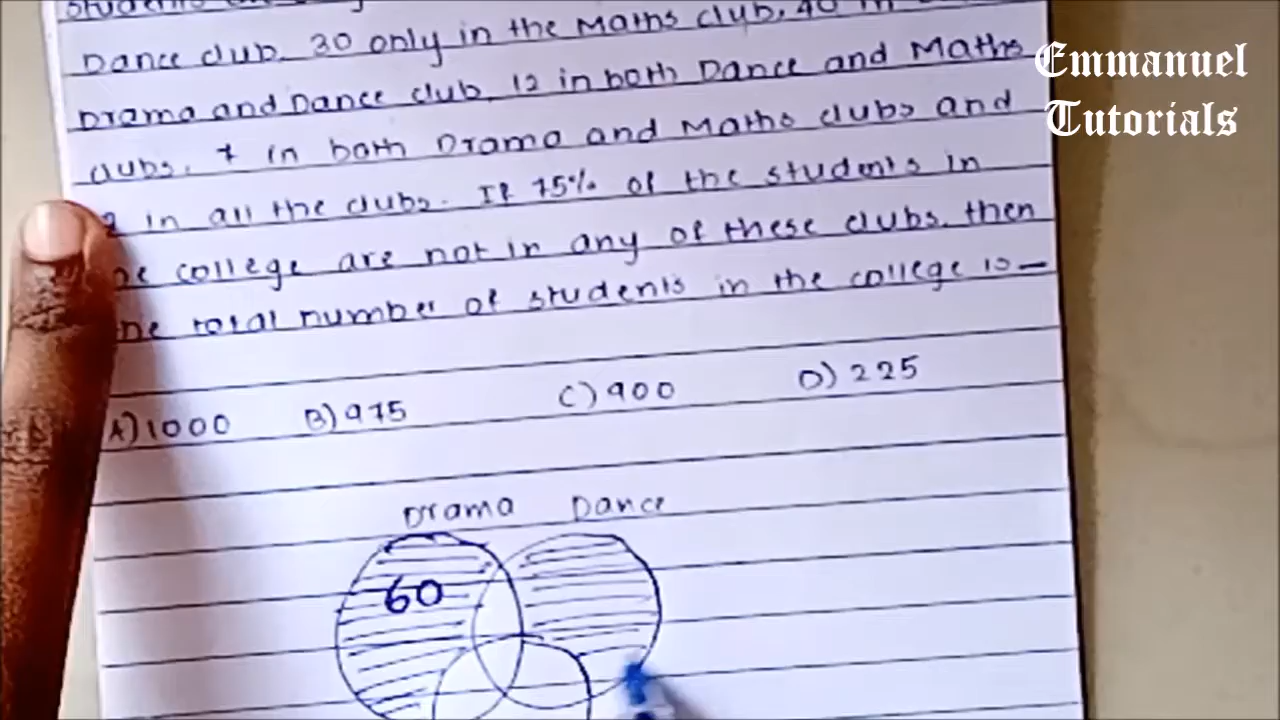 Dance club. 30 only in the Maths club. 40 in
Drama and Dance club, 12 in both Dance and Maths
clubs, 7 in both Drama and Maths clubs and
2 in all the clubs. If 75% of the students in
college are not in any of these clubs, then
total number of students in the college is —
A) 1000 B) 975 C) 900 D) 225
Drama Dance
60
Emmanuel
Tutorials